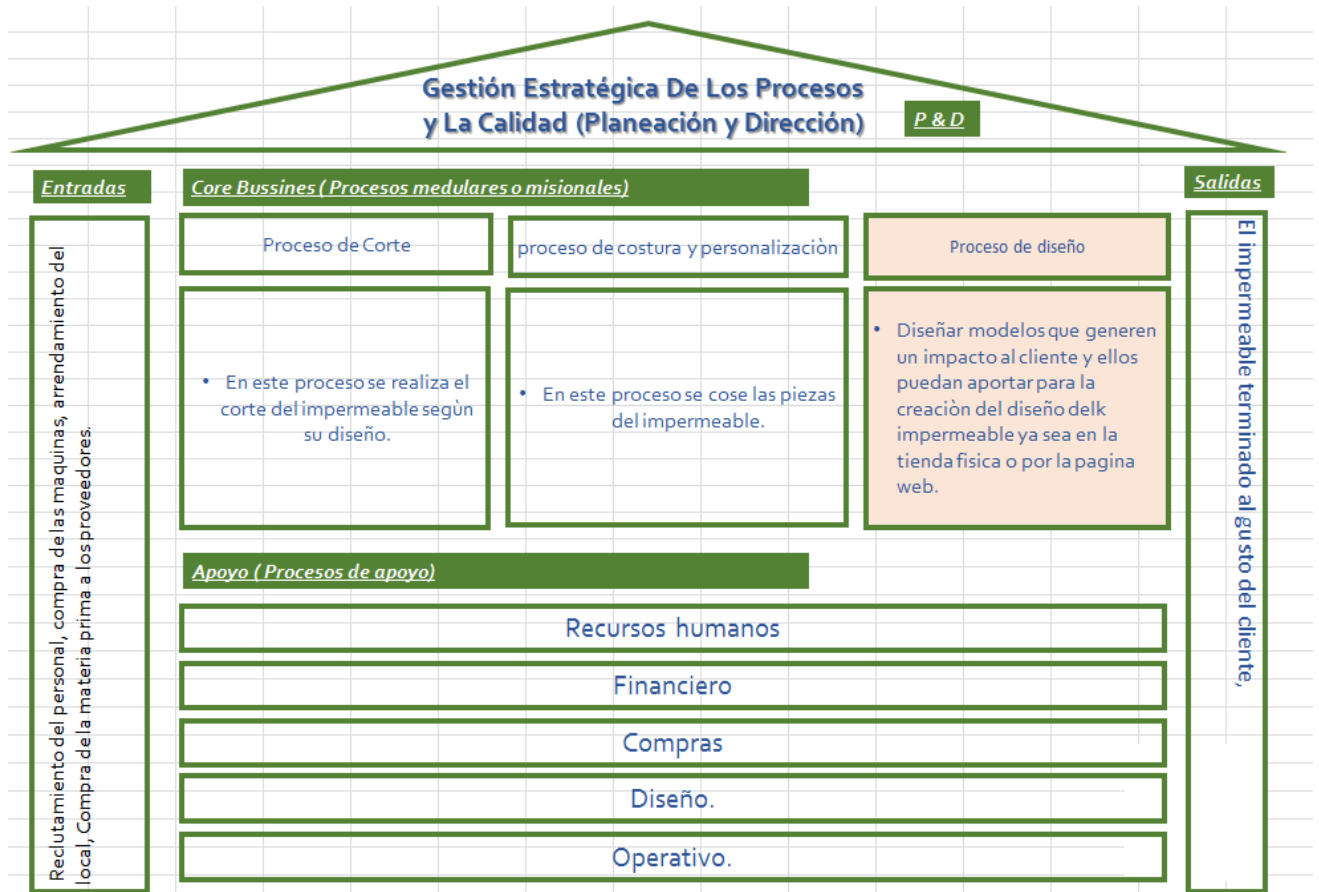 Gestión Estratégica De Los Procesos
y La Calidad (Planeación y Dirección)
P & D
Entradas
Core Bussines ( Procesos medulares o misionales)
Salidas
Reclutamiento del personal, compra de las maquinas, arrendamiento del
local, Compra de la materia prima a los proveedores.
Proceso de Corte
proceso de costura y personalizaciòn
Proceso de diseño
• En este proceso se realiza el
corte del impermeable segùn
su diseño.
• En este proceso se cose las piezas
del impermeable.
• Diseñar modelos que generen
un impacto al cliente y ellos
puedan aportar para la
creaciòn del diseño delk
impermeable ya sea en la
tienda fisica o por la pagina
web.
El impermeable terminado al gusto del cliente,
Apoyo ( Procesos de apoyo)
Recursos humanos
Financiero
Compras
Diseño.
Operativo.